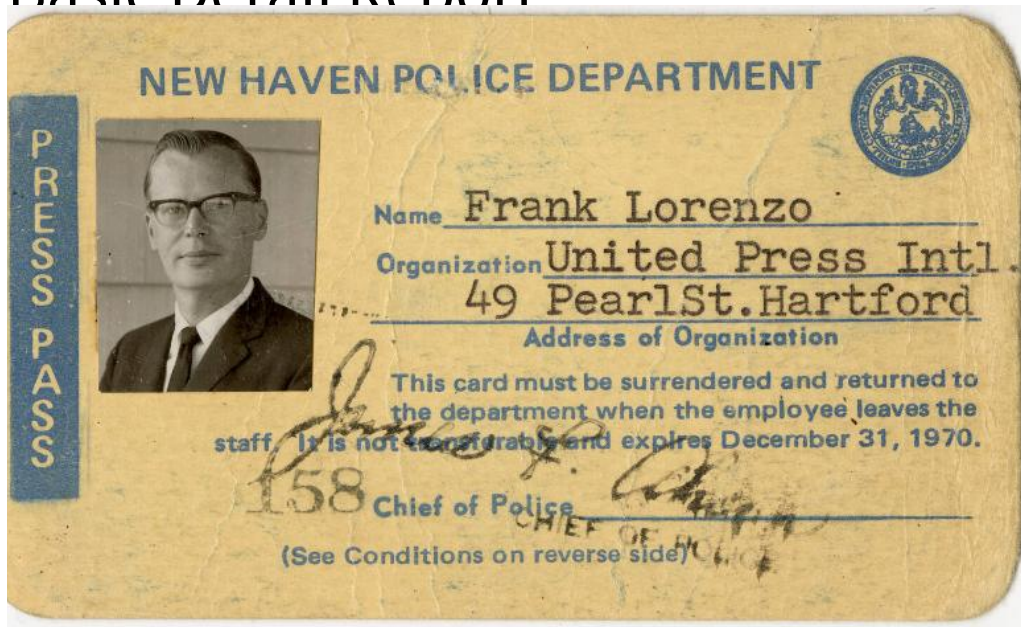 NEW HAVEN POLICE DEPARTMENT
PRESS PASS
Name Frank Lorenzo
Organization United Press Intl.
49 PearlSt.Hartford
Address of Organization
This card must be surrendered and returned to
the department when the employee leaves the
staff. It is not transferable and expires December 31, 1970.
158 Chief of Police James F.
CHIEF OF POLICE
(See Conditions on reverse side)